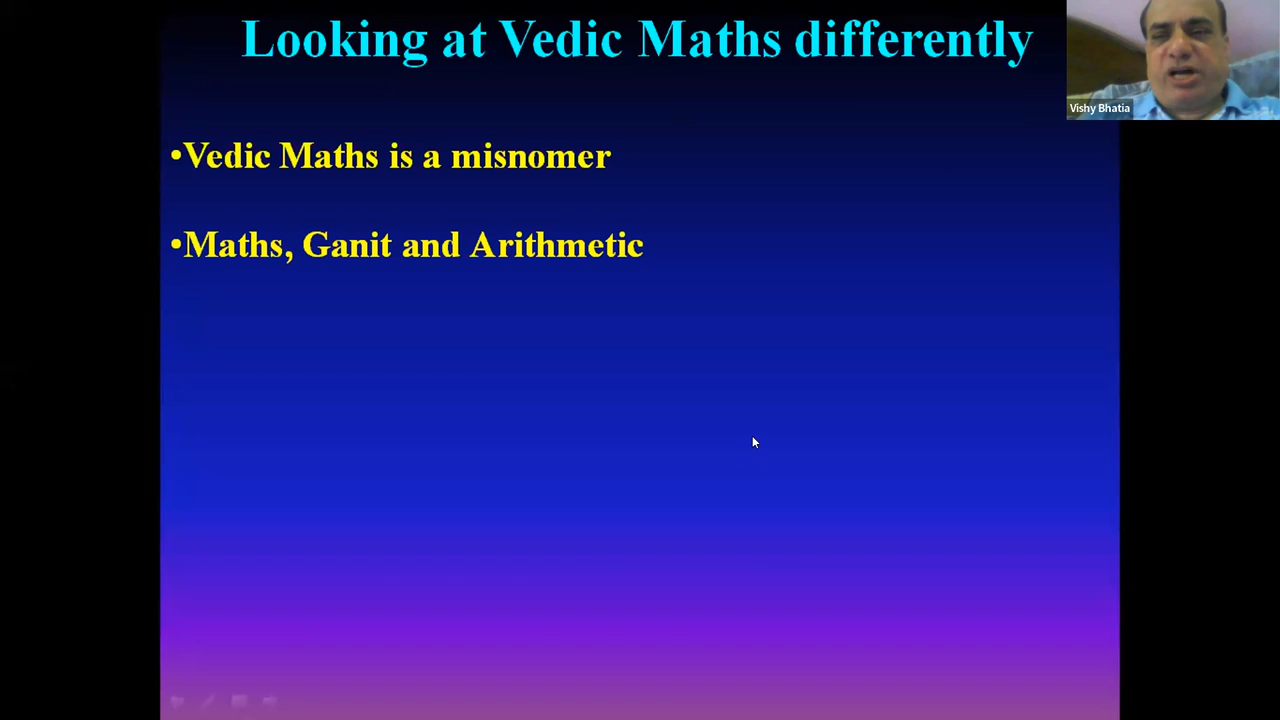 Looking at Vedic Maths differently
Vishy Bhatia
•Vedic Maths is a misnomer
•Maths, Ganit and Arithmetic